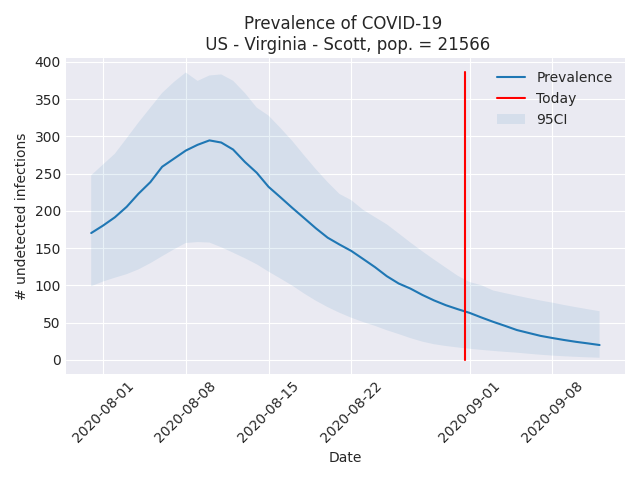 Prevalence of COVID-19
US - Virginia - Scott, pop. = 21566
400
350
300
250
200
150
100
50
0
# undetected infections
Prevalence
Today
95CI
2020-08-01
2020-08-08
2020-08-15
2020-08-22
2020-09-01
2020-09-08
Date